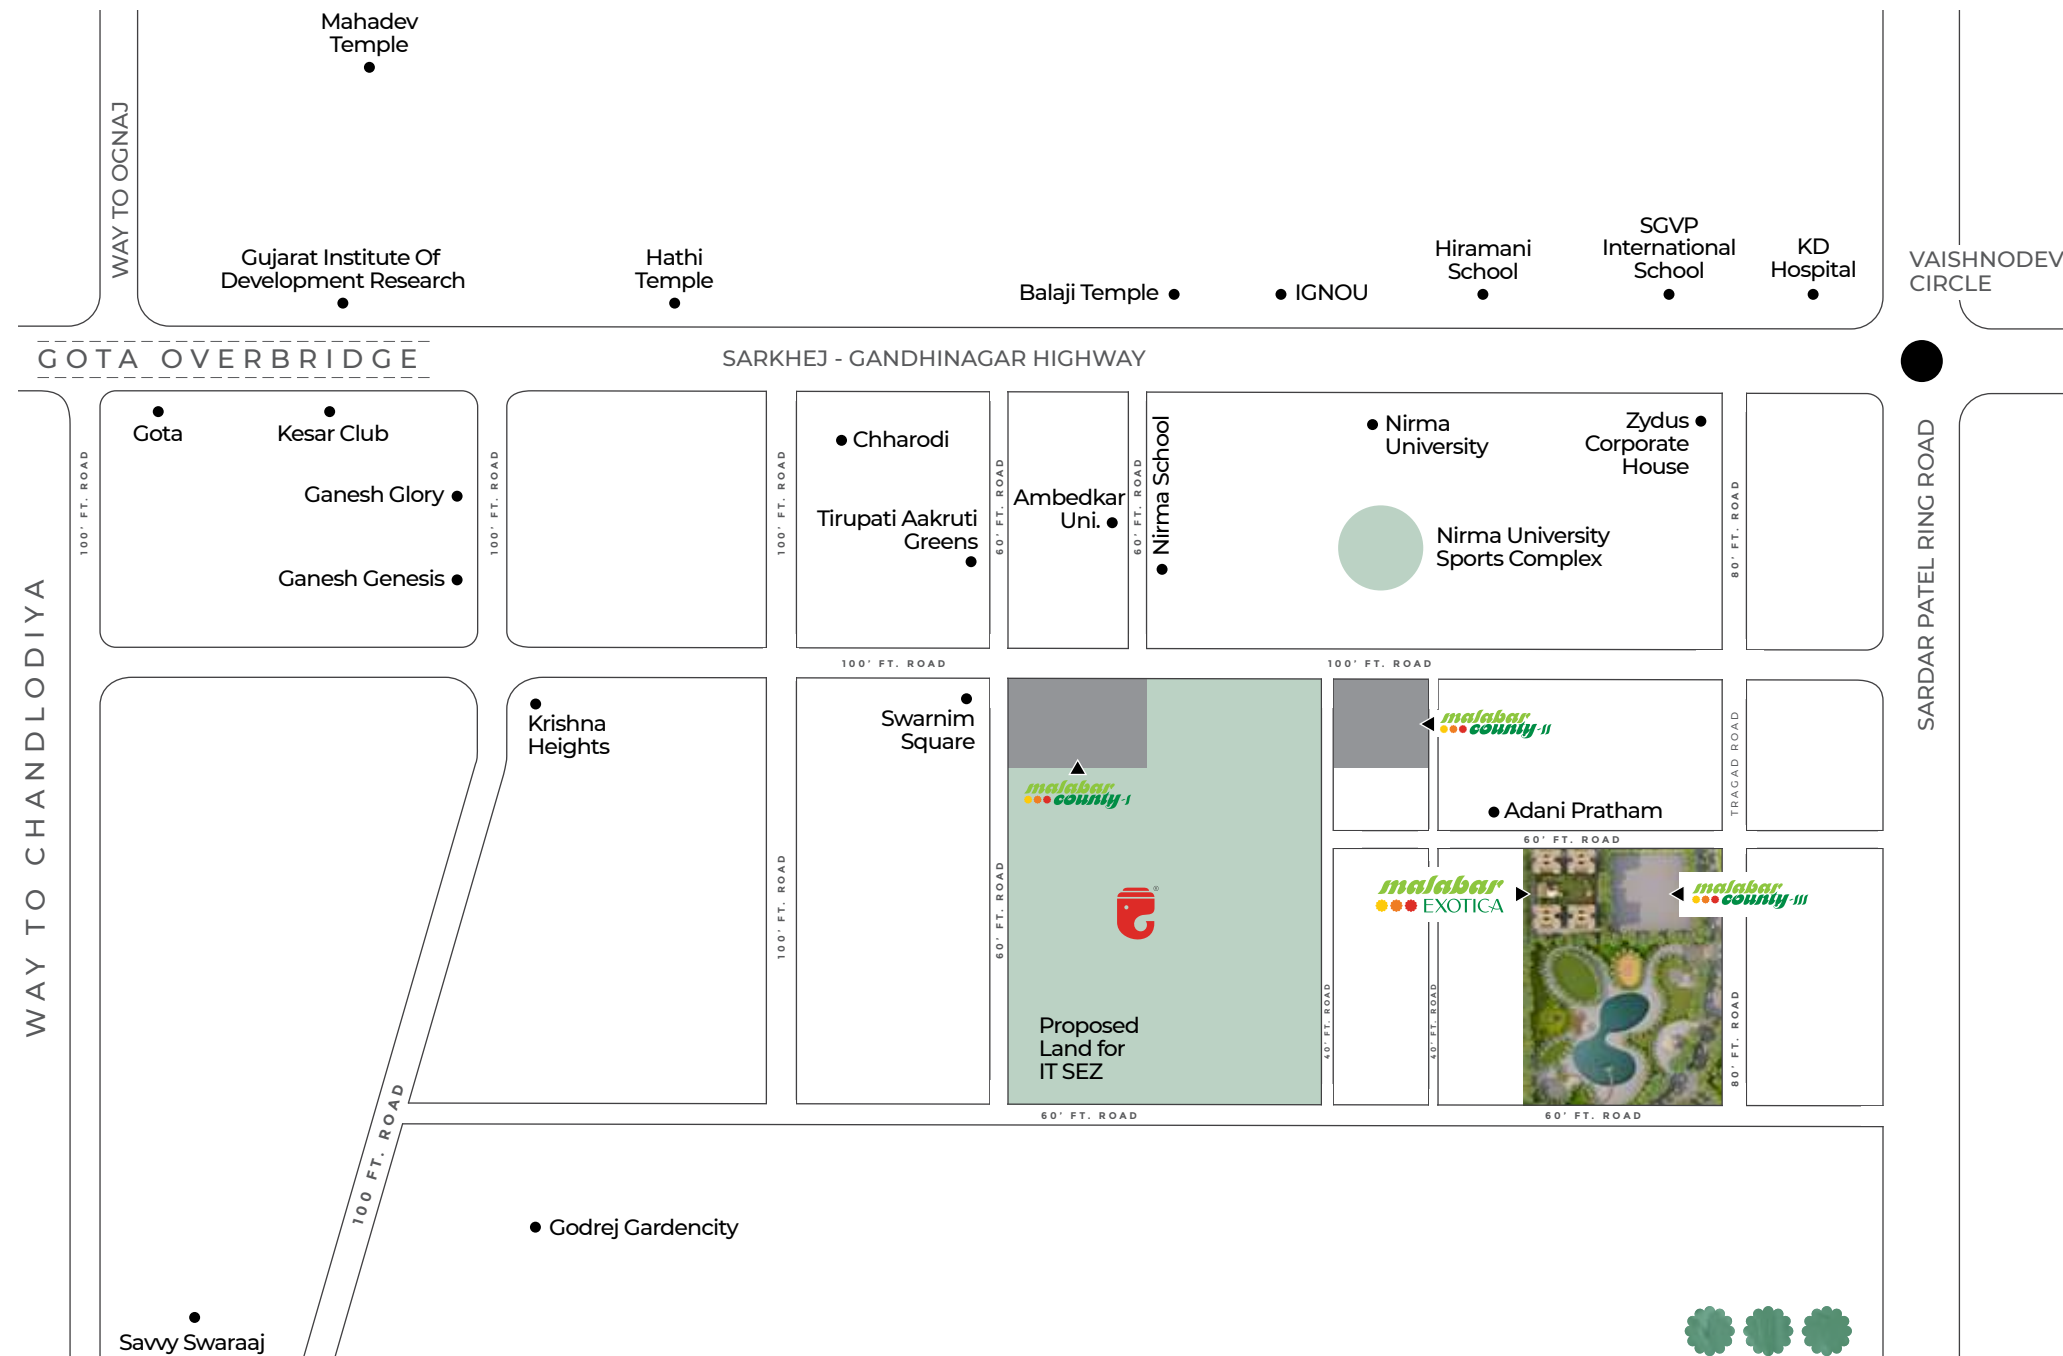 Mahadev
Temple
WAY TO OGNAJ
Gujarat Institute Of
Development Research
Hathi
Temple
Balaji Temple
IGNOU
Hiramani
School
SGVP
International
School
KD
Hospital
VAISHNODEV
CIRCLE
GOTA OVERBRIDGE
SARKHEJ - GANDHINAGAR HIGHWAY
Gota
Kesar Club
Ganesh Glory
Ganesh Genesis
100' FT. ROAD
100' FT. ROAD
100' FT. ROAD
Chharodi
Tirupati Aakruti
Greens
60' FT. ROAD
Ambedkar
Uni.
60' FT. ROAD
Nirma School
Nirma
University
Zydus
Corporate
House
Nirma University
Sports Complex
80' FT. ROAD
SARDAR PATEL RING ROAD
WAY TO CHANDLODIYA
100' FT. ROAD
100' FT. ROAD
Krishna
Heights
Swarnim
Square
malabar
county-I
malabar
county-II
TRAGAD ROAD
Adani Pratham
60' FT. ROAD
100' FT. ROAD
60' FT. ROAD
malabar
EXOTICA
malabar
county-III
®
Proposed
Land for
IT SEZ
40' FT. ROAD
40' FT. ROAD
80' FT. ROAD
60' FT. ROAD
60' FT. ROAD
100 FT. ROAD
Godrej Gardencity
Savvy Swaraaj